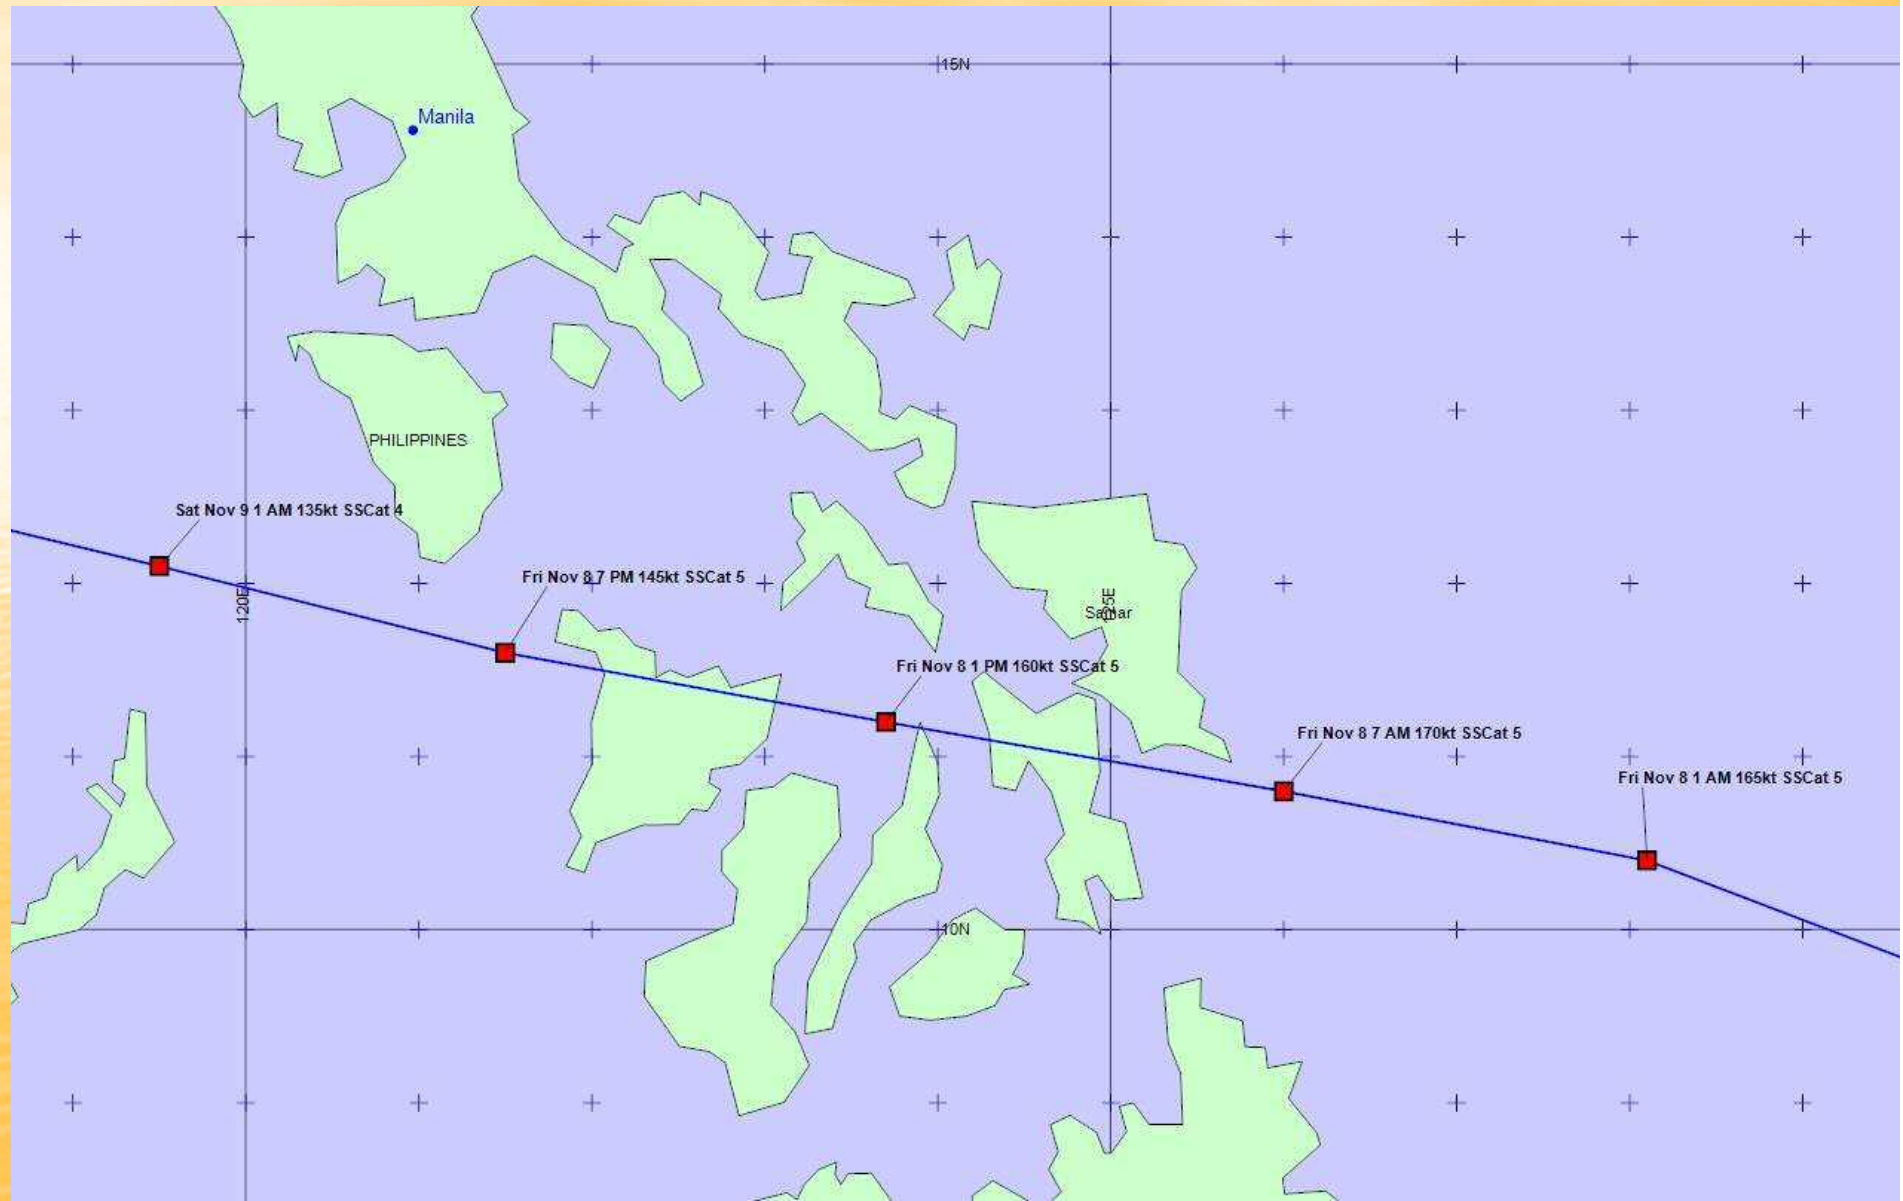 15N
Manila
PHILIPPINES
Sat Nov 9 1 AM 135kt SSCat 4
Fri Nov 8 7 PM 145kt SSCat 5
120E
125E
Samar
Fri Nov 8 1 PM 160kt SSCat 5
Fri Nov 8 7 AM 170kt SSCat 5
Fri Nov 8 1 AM 165kt SSCat 5
10N